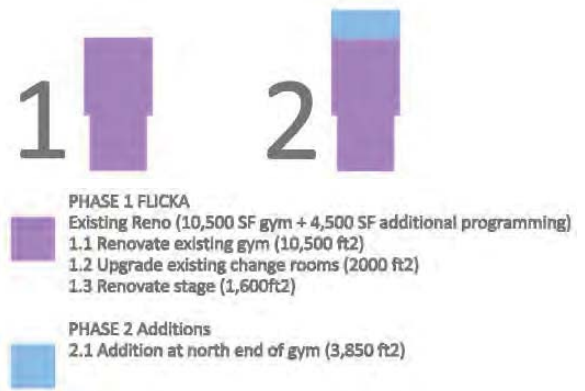 1
2
PHASE 1 FLICKA
Existing Reno (10,500 SF gym + 4,500 SF additional programming)
1.1 Renovate existing gym (10,500 ft2)
1.2 Upgrade existing change rooms (2000 ft2)
1.3 Renovate stage (1,600ft2)
PHASE 2 Additions
2.1 Addition at north end of gym (3,850 ft2)